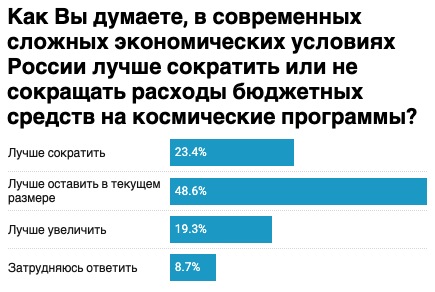 Как Вы думаете, в современных
сложных экономических условиях
России лучше сократить или не
сокращать расходы бюджетных
средств на космические программы?
Лучше сократить
23.4%
Лучше оставить в текущем
размере
48.6%
Лучше увеличить
19.3%
Затрудняюсь ответить
8.7%